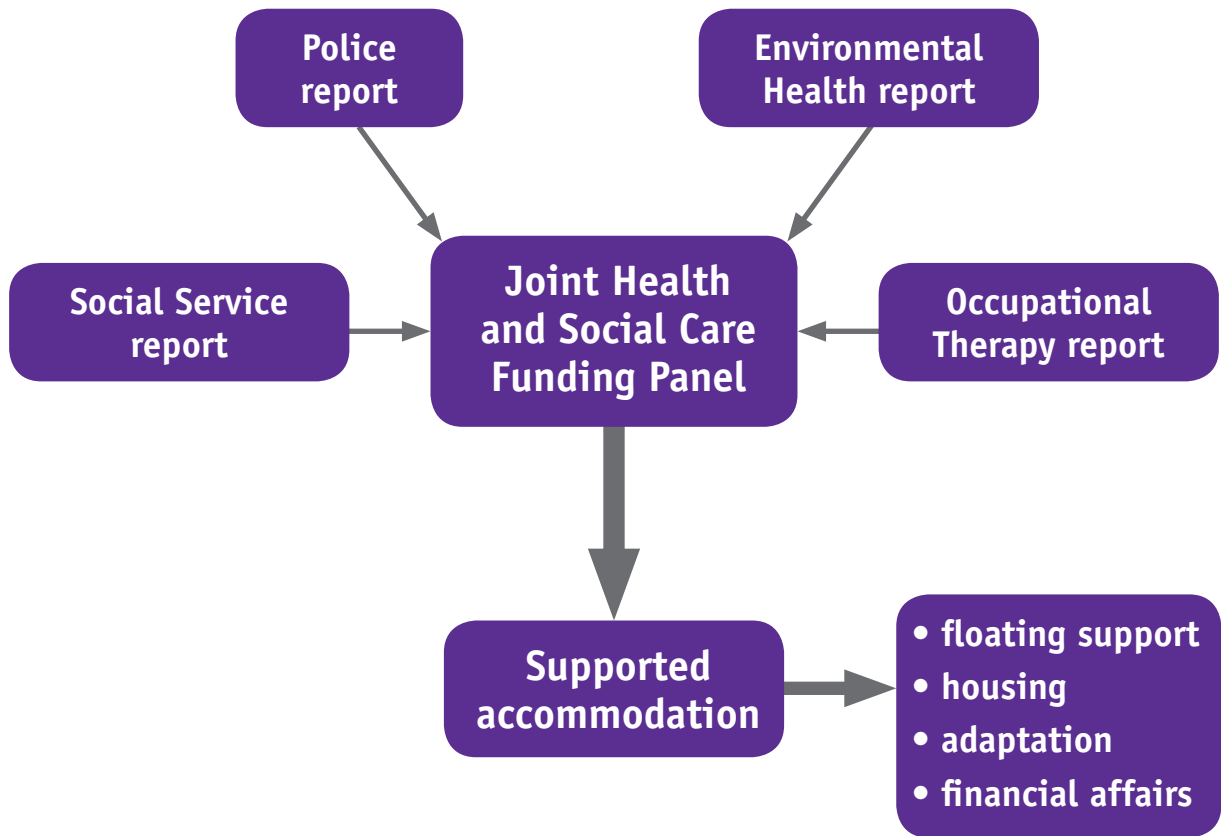 Police
report
Environmental
Health report
Social Service
report
Joint Health
and Social Care
Funding Panel
Occupational
Therapy report
Supported
accommodation
• floating support
• housing
• adaptation
• financial affairs